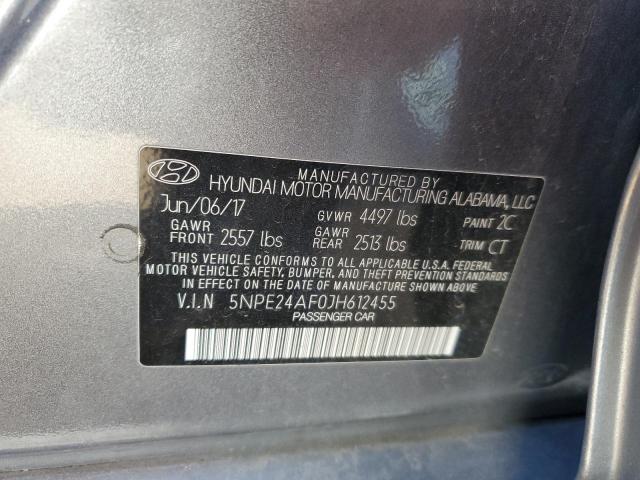 MANUFACTURED BY
HYUNDAI MOTOR MANUFACTURING ALABAMA, LLC
Jun/06/17 GVWR 4497 lbs PAINT 2C
GAWR FRONT 2557 lbs GAWR REAR 2513 lbs TRIM CT
THIS VEHICLE CONFORMS TO ALL APPLICABLE U.S.A. FEDERAL
MOTOR VEHICLE SAFETY, BUMPER, AND THEFT PREVENTION STANDARDS
IN EFFECT ON THE DATE OF MANUFACTURE SHOWN ABOVE.
V.I.N 5NPE24AF0JH612455
PASSENGER CAR